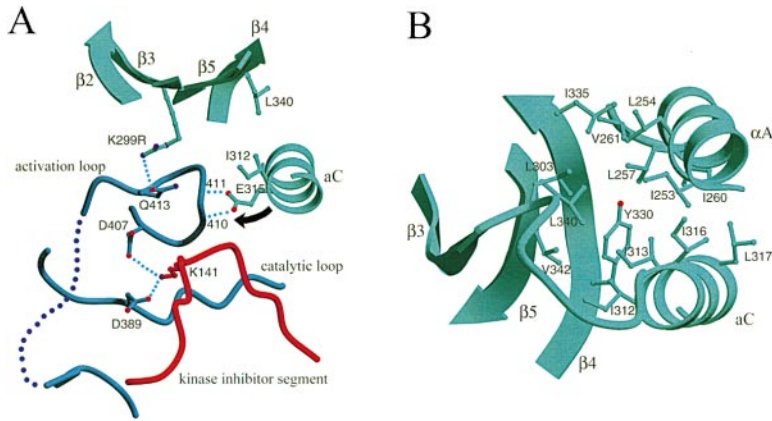 A
β4
β3
β5
β2
L340
K299R
I312
activation loop
411
E315
aC
Q413
D407
410
K141
catalytic loop
D389
kinase inhibitor segment
B
I335
L254
αA
V261
L303
L257
I253
I260
β3
L340
Y330
I316
I313
L317
V342
I312
β5
aC
β4